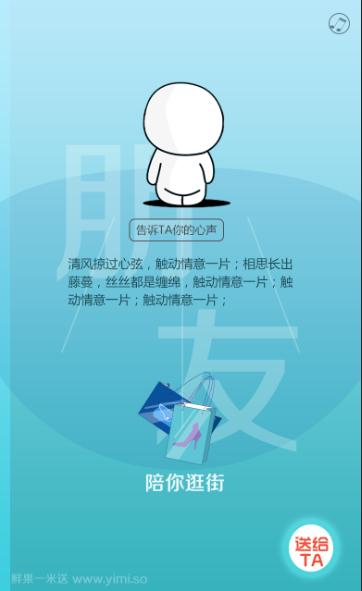 朋
告诉TA你的心声
清风掠过心弦，触动情意一片；相思长出
藤蔓，丝丝都是缠绵，触动情意一片；触
动情意一片；触动情意一片；
友
陪你逛街
送给
TA
鲜果一米送 www.yimi.so